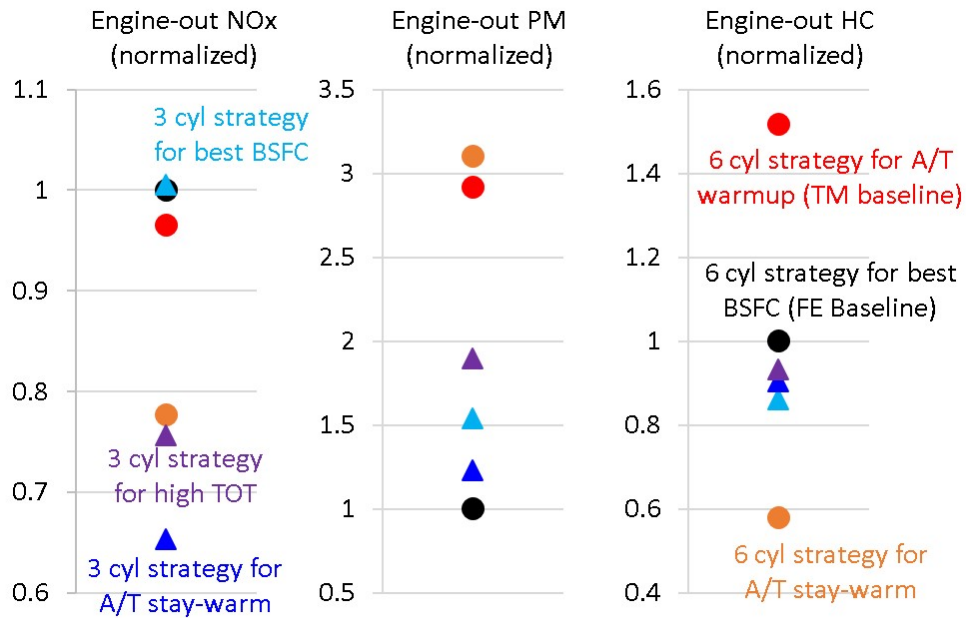 Engine-out NOx
(normalized)
1.1
1
0.9
0.8
0.7
0.6
3 cyl strategy
for best BSFC
3 cyl strategy
for high TOT
3 cyl strategy for
A/T stay-warm
Engine-out PM
(normalized)
3.5
3
2.5
2
1.5
1
0.5
Engine-out HC
(normalized)
1.6
1.4
1.2
1
0.8
0.6
0.4
6 cyl strategy for A/T
warmup (TM baseline)
6 cyl strategy for best
BSFC (FE Baseline)
6 cyl strategy for
A/T stay-warm